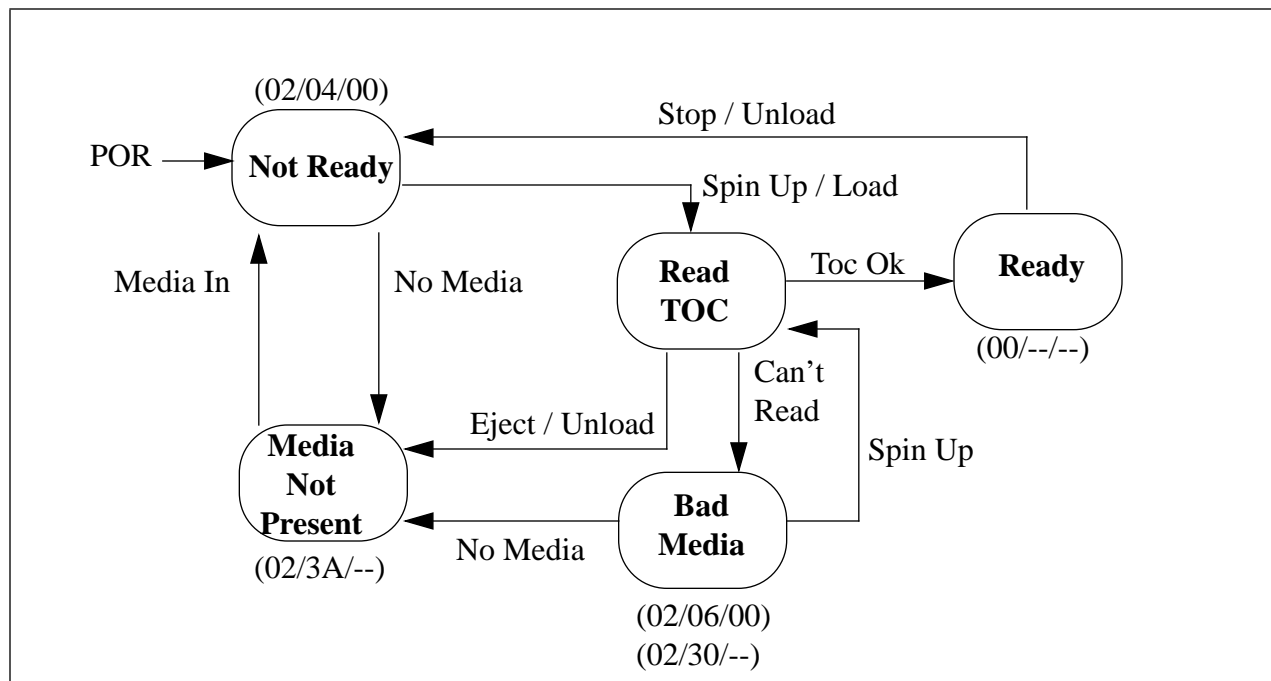 (02/04/00)
Stop / Unload
POR
Not Ready
Spin Up / Load
Media In
No Media
Read
TOC
Toc Ok
Ready
(00/--/--)
Can't
Read
Eject / Unload
Spin Up
Media
Not
Present
(02/3A/--)
No Media
Bad
Media
(02/06/00)
(02/30/--)